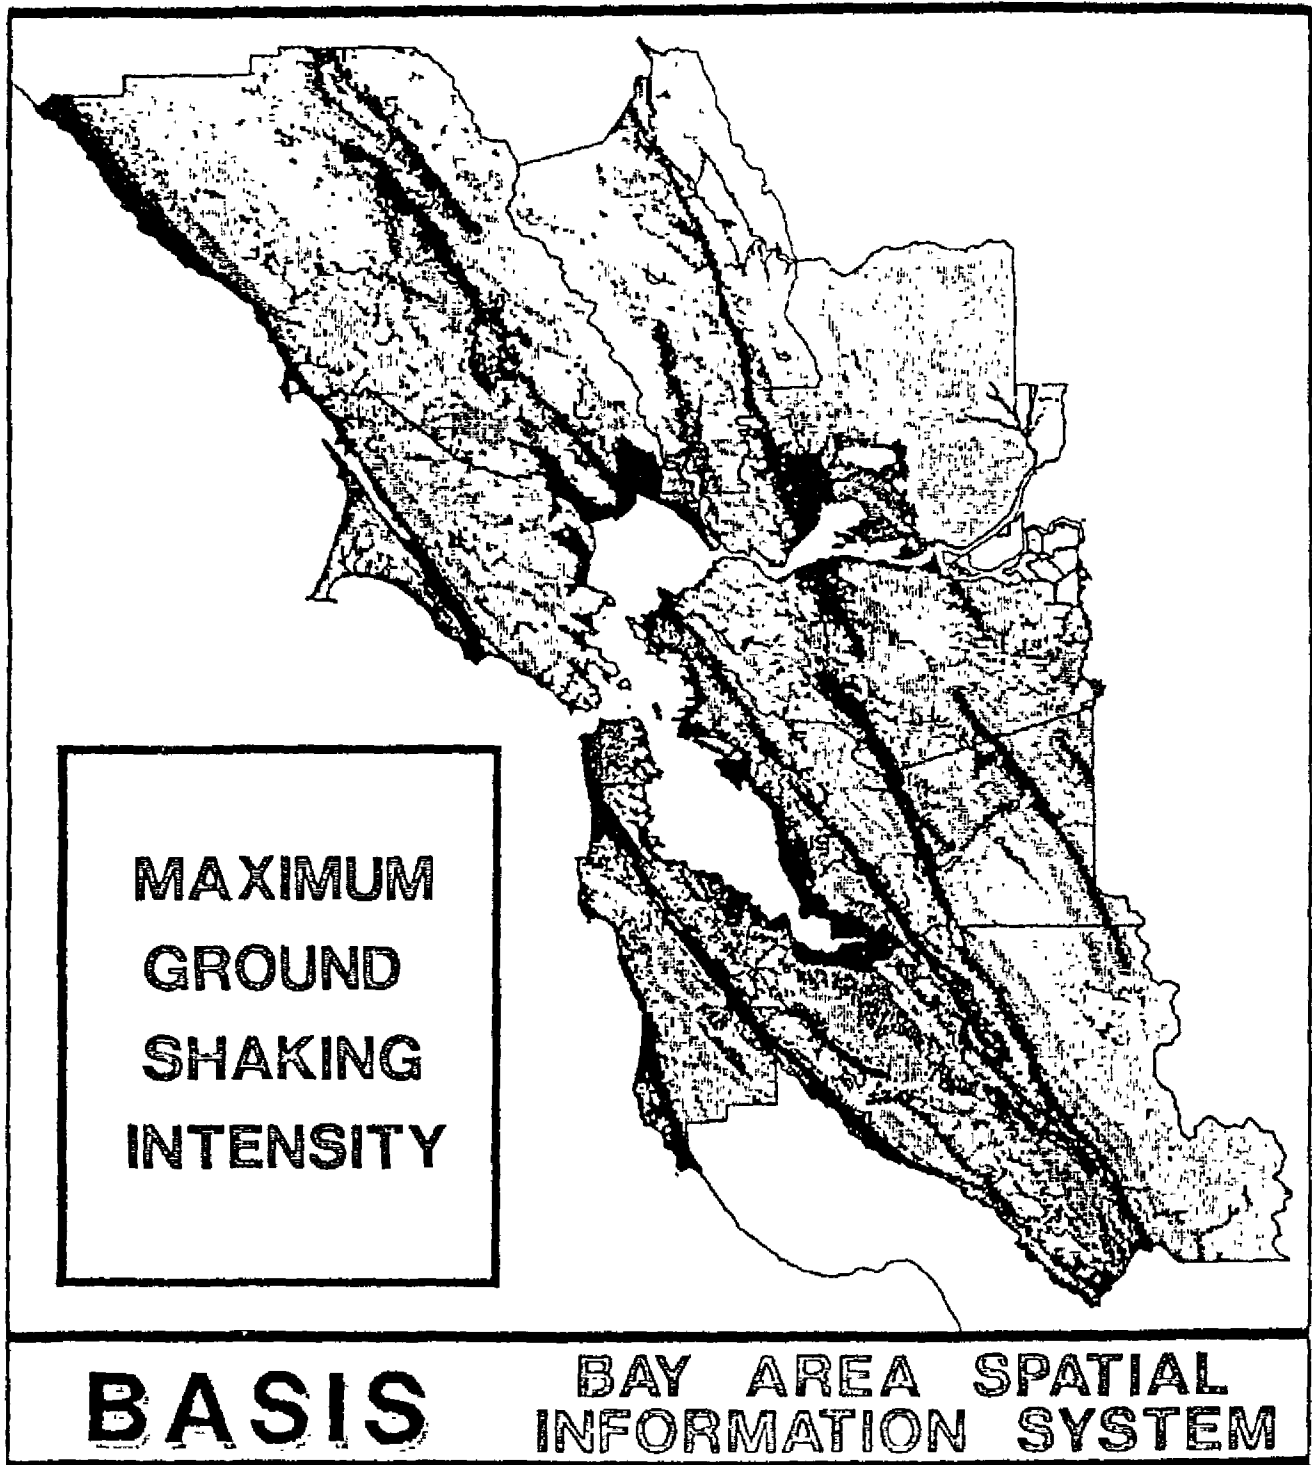 MAXIMUM
GROUND
SHAKING
INTENSITY
BASIS
BAY AREA SPATIAL
INFORMATION SYSTEM